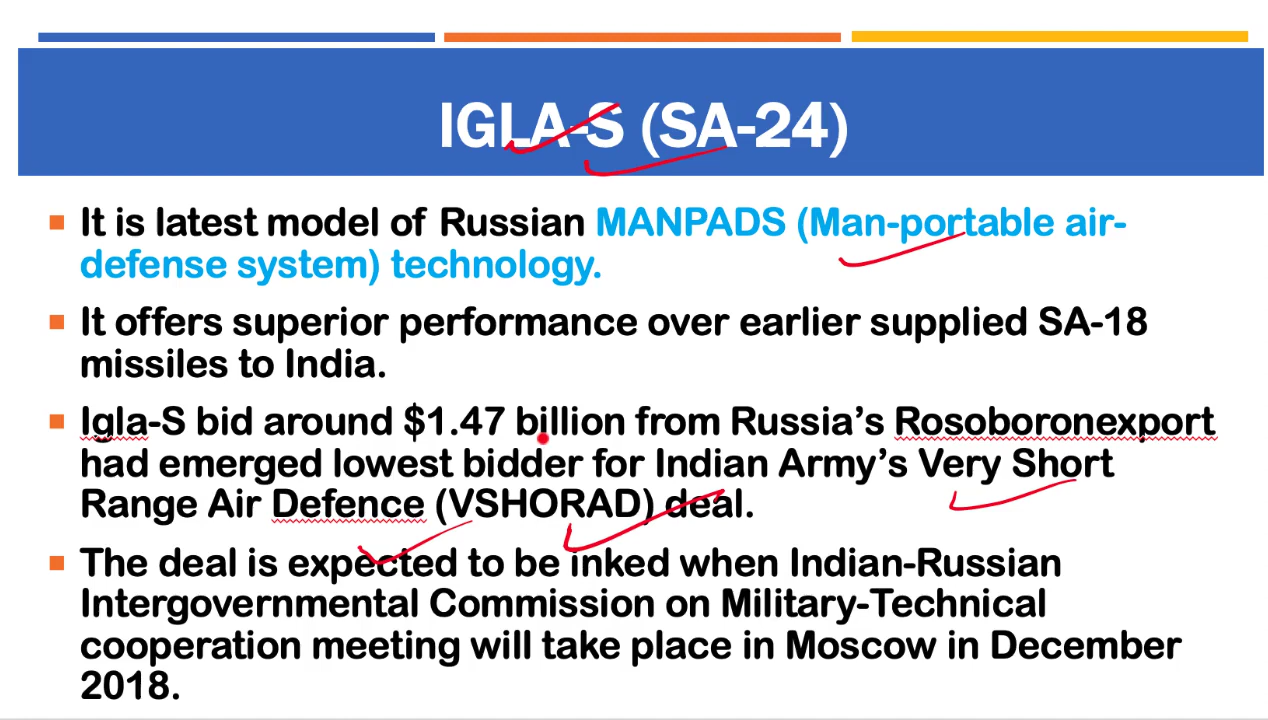 IGLA-S (SA-24)
It is latest model of Russian MANPADS (Man-portable air-
defense system) technology.
It offers superior performance over earlier supplied SA-18
missiles to India.
Igla-S bid around $1.47 billion from Russia’s Rosoboronexport
had emerged lowest bidder for Indian Army’s Very Short
Range Air Defence (VSHORAD) deal.
The deal is expected to be inked when Indian-Russian
Intergovernmental Commission on Military-Technical
cooperation meeting will take place in Moscow in December
2018.